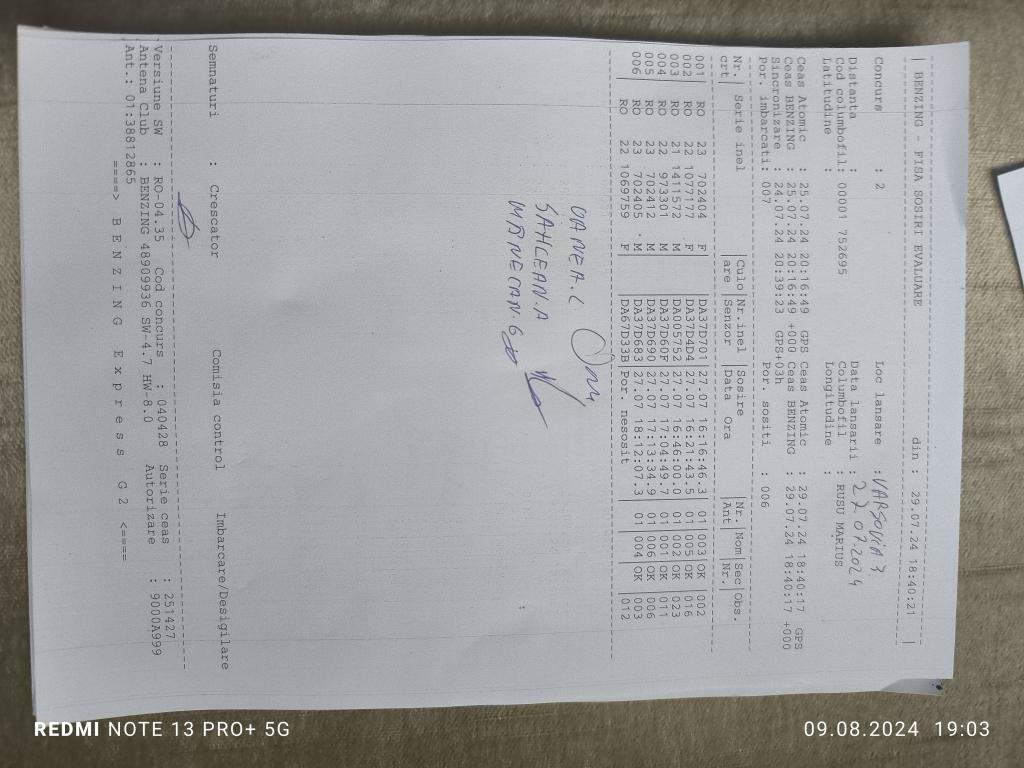 | BENZING - FISA SOSIRI EVALUARE din : 29.07.24 18:40:21 |
Concurs : 2 Loc lansare : VARSOVIA 3.
Distanta : Data lansarii : 27.07.2024
Cod columbofil: 00001 752695 Columbofil : RUSU MARIUS
Latitudine : Longitudine :
Ceas Atomic : 25.07.24 20:16:49 GPS Ceas Atomic : 29.07.24 18:40:17 GPS
Ceas BENZING : 25.07.24 20:16:49 +000 Ceas BENZING : 29.07.24 18:40:17 +000
Sincronizare : 24.07.24 20:39:23 GPS+03h
Por. imbarcati: 007 Por. sositi : 006
Nr. | Serie inel |Culo|Nr.inel |Sosire |Nr.|Nom|Sec|Obs.
crt| |are |Senzor |Data Ora |Ant| |Nr.|
001| RO 23 702404 F| |DA37D701|27.07 16:16:46.3| 01|003|OK | 002
002| RO 22 1077177 F| |DA37D4D4|27.07 16:21:43.5| 01|005|OK | 016
003| RO 21 1411572 M| |DA005752|27.07 16:46:00.0| 01|002|OK | 023
004| RO 22 973301 M| |DA37D60F|27.07 17:04:49.7| 01|001|OK | 011
005| RO 23 702412 M| |DA37D690|27.07 17:13:34.9| 01|006|OK | 006
006| RO 23 702405 M| |DA37D683|27.07 18:12:07.3| 01|004|OK | 003
22 1069759 F| |DA67D33B|Por. nesosit | | | | 012
OANEA.C
SAHLEAN.A
Semnaturi : Crescator Comisia control Imbarcare/Desigilare
Versiune SW : RO-04.35 Cod concurs : 040428 Serie ceas : 251427
Antena Club : BENZING 48909936 SW-4.7 HW-8.0 Autorizare : 9000A999
Ant.: 01:38812865
====> B E N Z I N G E x p r e s s G 2 <====
REDMI NOTE 13 PRO+ 5G
09.08.2024 19:03